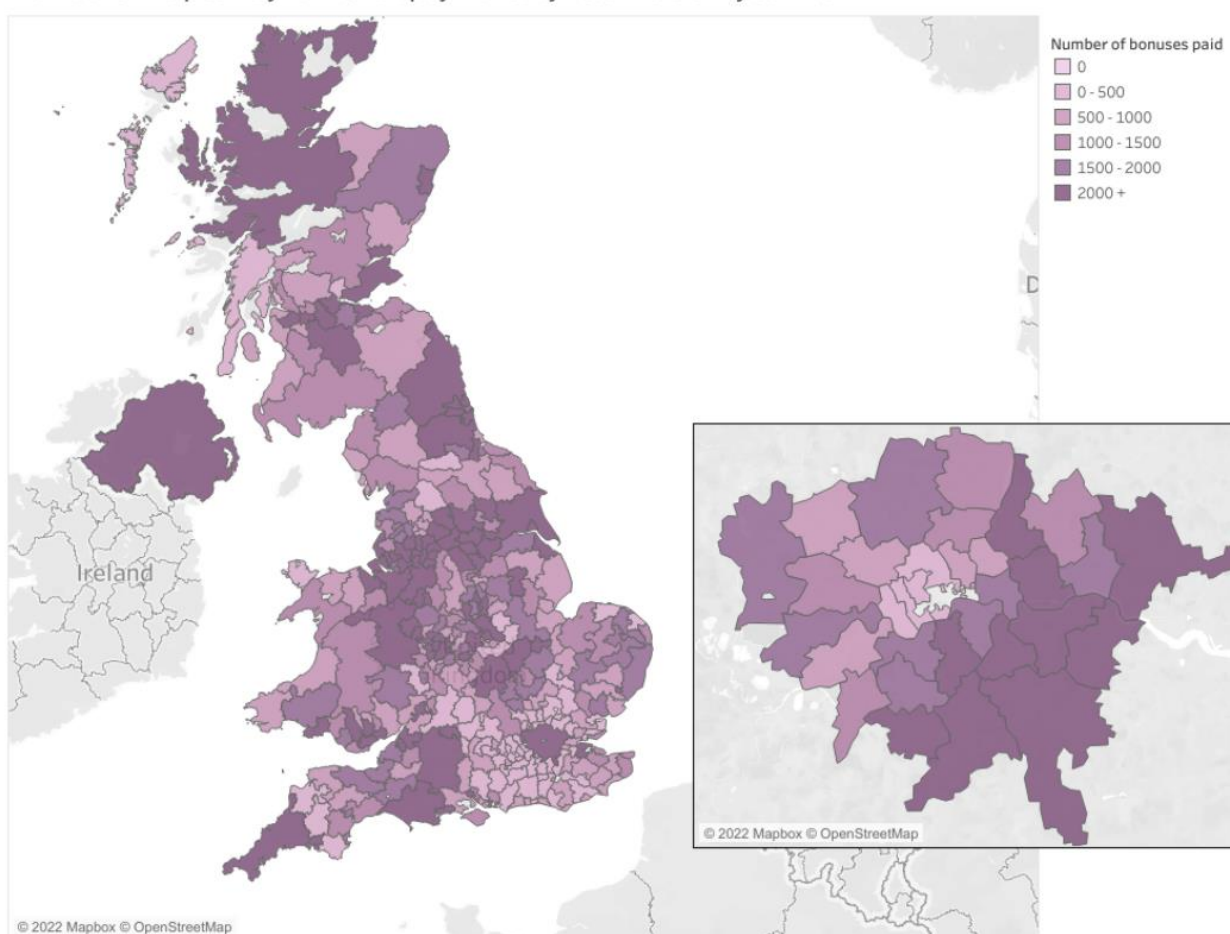 Number of bonuses paid
0
0 - 500
500 - 1000
1000 - 1500
1500 - 2000
2000 +
D
Ireland
© 2022 Mapbox © OpenStreetMap
© 2022 Mapbox © OpenStreetMap